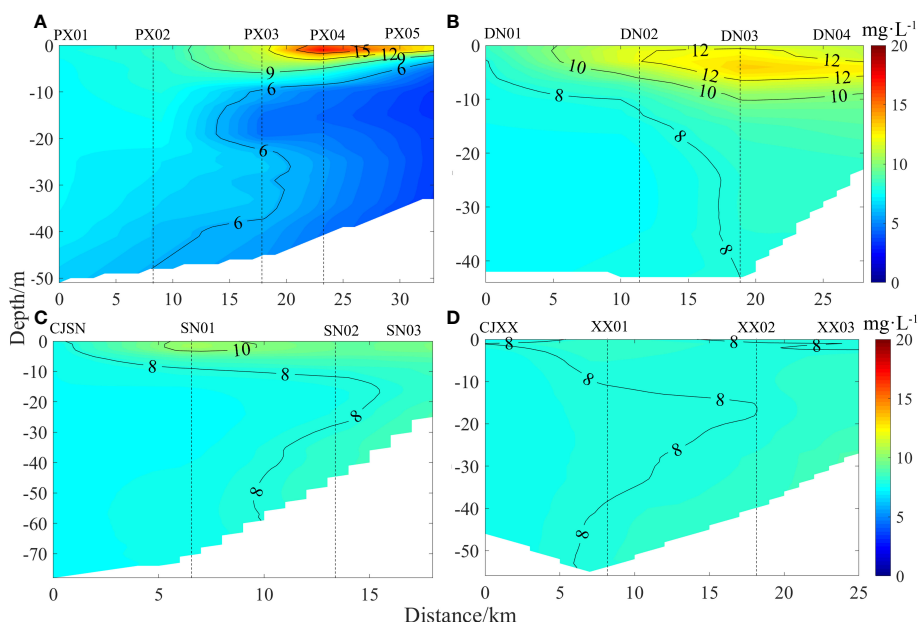 A PX01 PX02 PX03 PX04 PX05
B DN01 DN02 DN03 DN04 mg·L-1
0 15 12 9 9 6 6 6 6
-10
-20
-30
-40
-50
0 5 10 15 20 25 30
0 12 12 12 12 10 10 10 8 8 8
-10
-20
-30
-40
0 5 10 15 20 25
20
15
10
5
0
Depth/m
C CJSN SN01 SN02 SN03
D CJXX XX01 XX02 XX03 mg·L-1
0 10 8 8 8 8
-10
-20
-30
-40
-50
-60
-70
0 5 10 15
0 8 8 8 8 8 8 8
-10
-20
-30
-40
-50
0 5 10 15 20 25
20
15
10
5
0
Distance/km